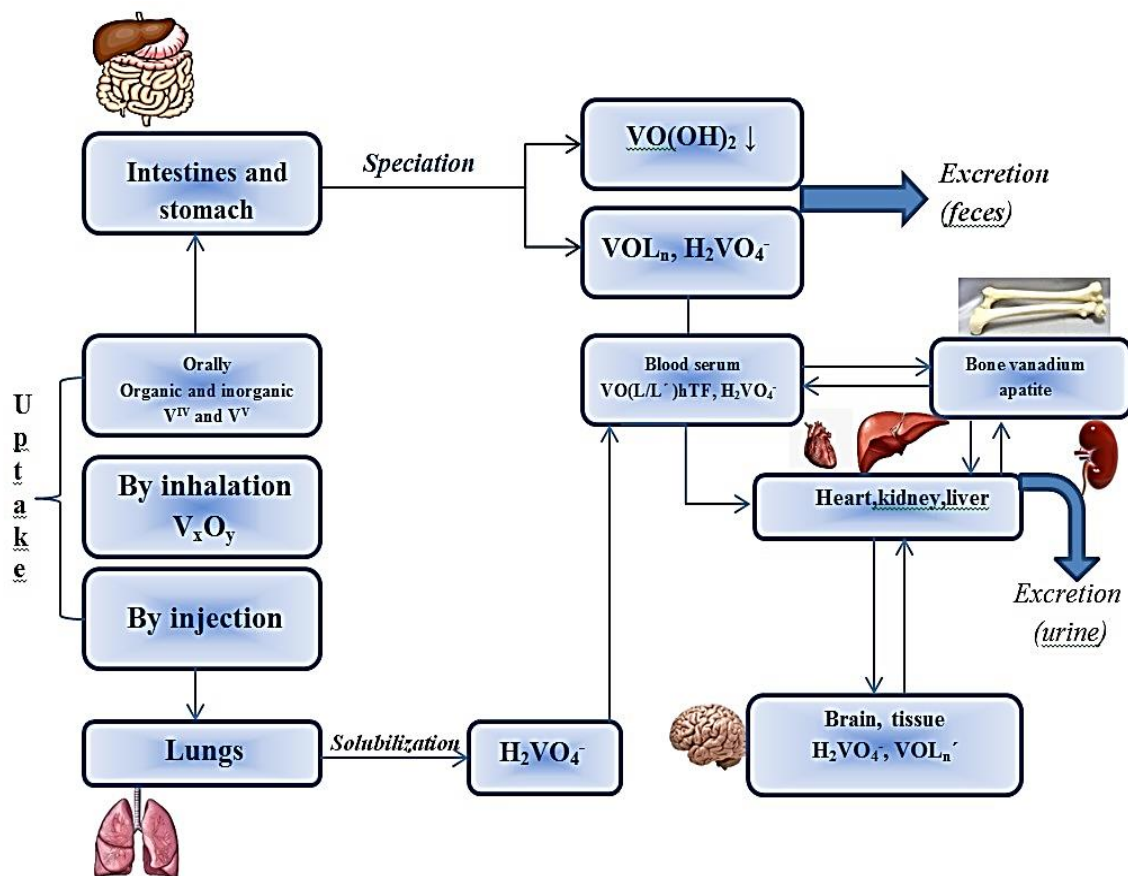 Intestines and
stomach
Speciation
VO(OH)₂ ↓
VOLₙ, H₂VO₄⁻
Excretion
(feces)
Uptake
Orally
Organic and inorganic
Vᴵⱽ and Vⱽ
By inhalation
VₓOᵧ
By injection
Lungs
Solubilization
H₂VO₄⁻
Blood serum
VO(L/L´)hTF, H₂VO₄⁻
Bone vanadium
apatite
Heart,kidney,liver
Excretion
(urine)
Brain, tissue
H₂VO₄⁻, VOLₙ´